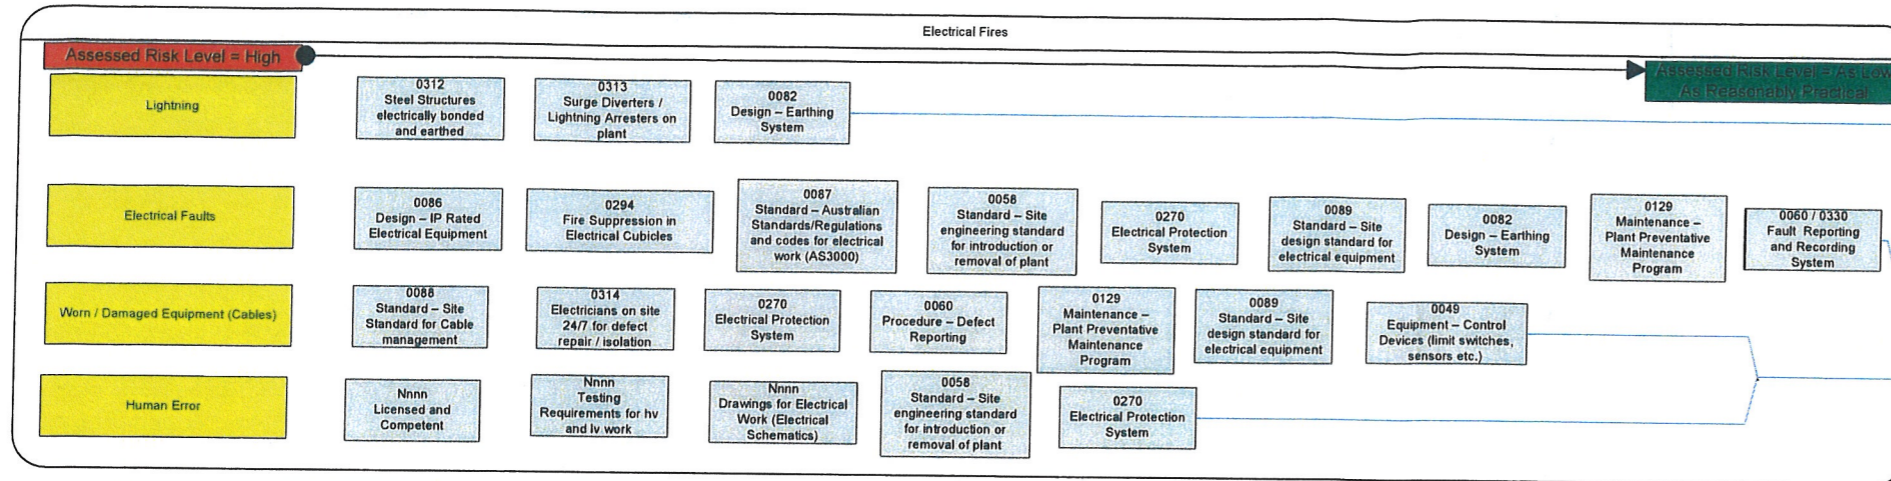 Electrical Fires
Assessed Risk Level = High
Assessed Risk Level = As Low
As Reasonably Practical
Lightning
0312
Steel Structures
electrically bonded
and earthed
0313
Surge Diverters /
Lightning Arresters on
plant
0082
Design – Earthing
System
Electrical Faults
0086
Design – IP Rated
Electrical Equipment
0294
Fire Suppression in
Electrical Cubicles
0087
Standard – Australian
Standards/Regulations
and codes for electrical
work (AS3000)
0058
Standard – Site
engineering standard
for introduction or
removal of plant
0270
Electrical Protection
System
0089
Standard – Site
design standard for
electrical equipment
0082
Design – Earthing
System
0129
Maintenance –
Plant Preventative
Maintenance
Program
0060 / 0330
Fault Reporting
and Recording
System
Worn / Damaged Equipment (Cables)
0088
Standard – Site
Standard for Cable
management
0314
Electricians on site
24/7 for defect
repair / isolation
0270
Electrical Protection
System
0060
Procedure – Defect
Reporting
0129
Maintenance –
Plant Preventative
Maintenance
Program
0089
Standard – Site
design standard for
electrical equipment
0049
Equipment – Control
Devices (limit switches,
sensors etc.)
Human Error
Nnnn
Licensed and
Competent
Nnnn
Testing
Requirements for hv
and lv work
Nnnn
Drawings for Electrical
Work (Electrical
Schematics)
0058
Standard – Site
engineering standard
for introduction or
removal of plant
0270
Electrical Protection
System